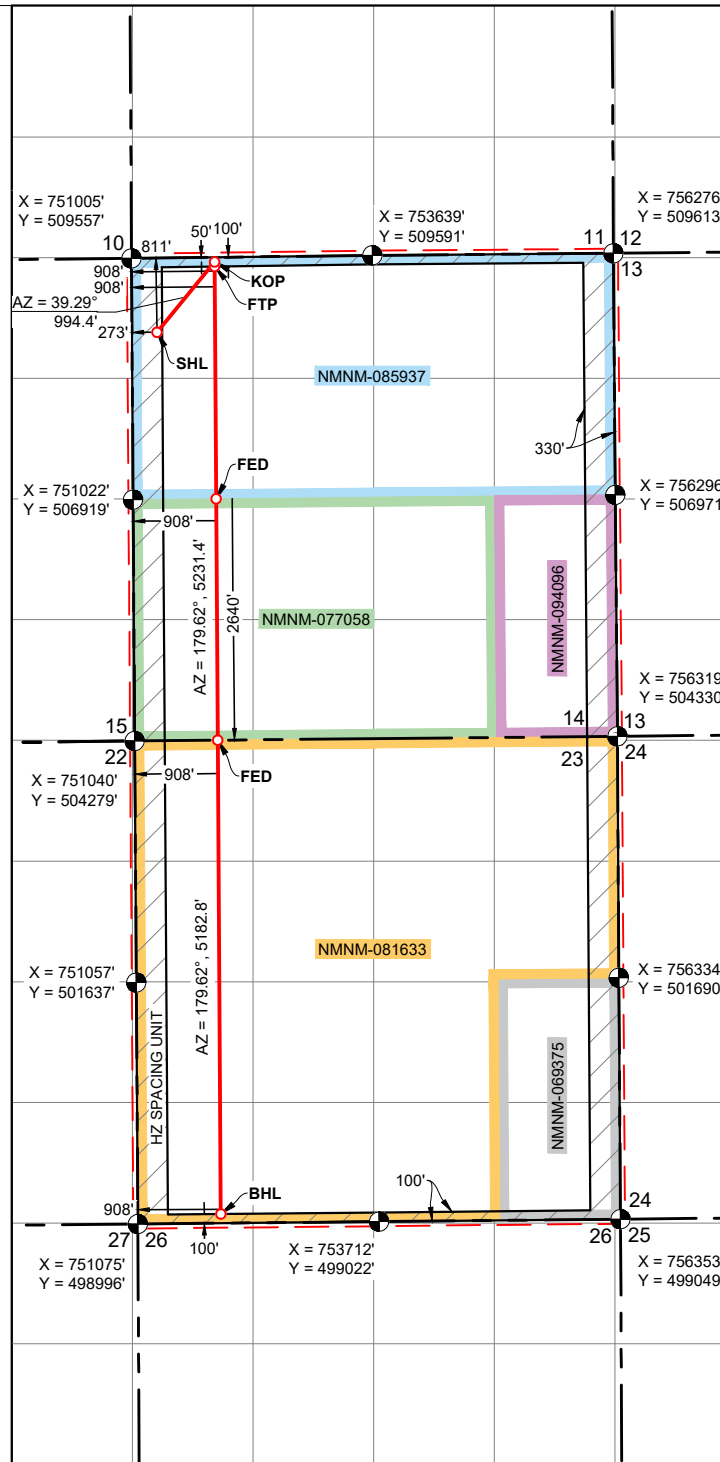 X = 751005'
Y = 509557'
X = 753639'
Y = 509591'
X = 756276
Y = 509613
10
811'
50'
100'
11
12
13
908'
908'
KOP
FTP
AZ = 39.29°
994.4'
273'
SHL
NMNM-085937
330'
X = 751022'
Y = 506919'
FED
X = 756296
Y = 506971
908'
AZ = 179.62°, 5231.4'
2640'
NMNM-077058
NMNM-094096
X = 756319
Y = 504330
15
22
14
13
23
24
X = 751040'
Y = 504279'
908'
FED
NMNM-081633
X = 751057'
Y = 501637'
X = 756334
Y = 501690
AZ = 179.62°, 5182.8'
HZ SPACING UNIT
NMNM-069375
BHL
100'
908'
100'
24
27
26
26
25
X = 751075'
Y = 498996'
X = 753712'
Y = 499022'
X = 756353
Y = 499049